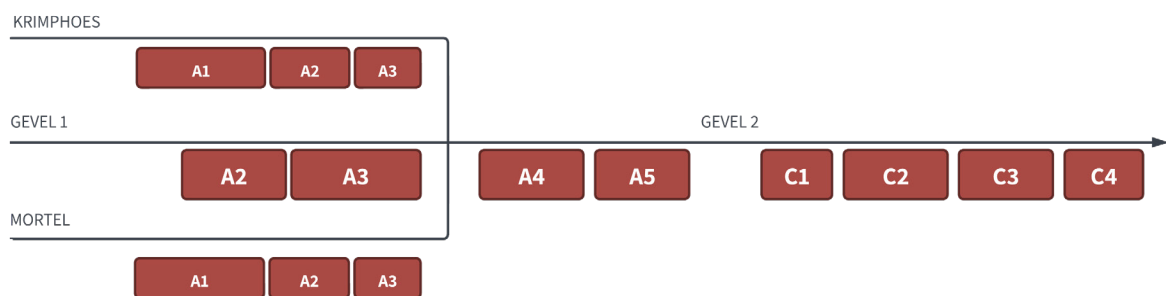 KRIMPHOES
A1 A2 A3
GEVEL 1
GEVEL 2
A2 A3 A4 A5 C1 C2 C3 C4
MORTEL
A1 A2 A3